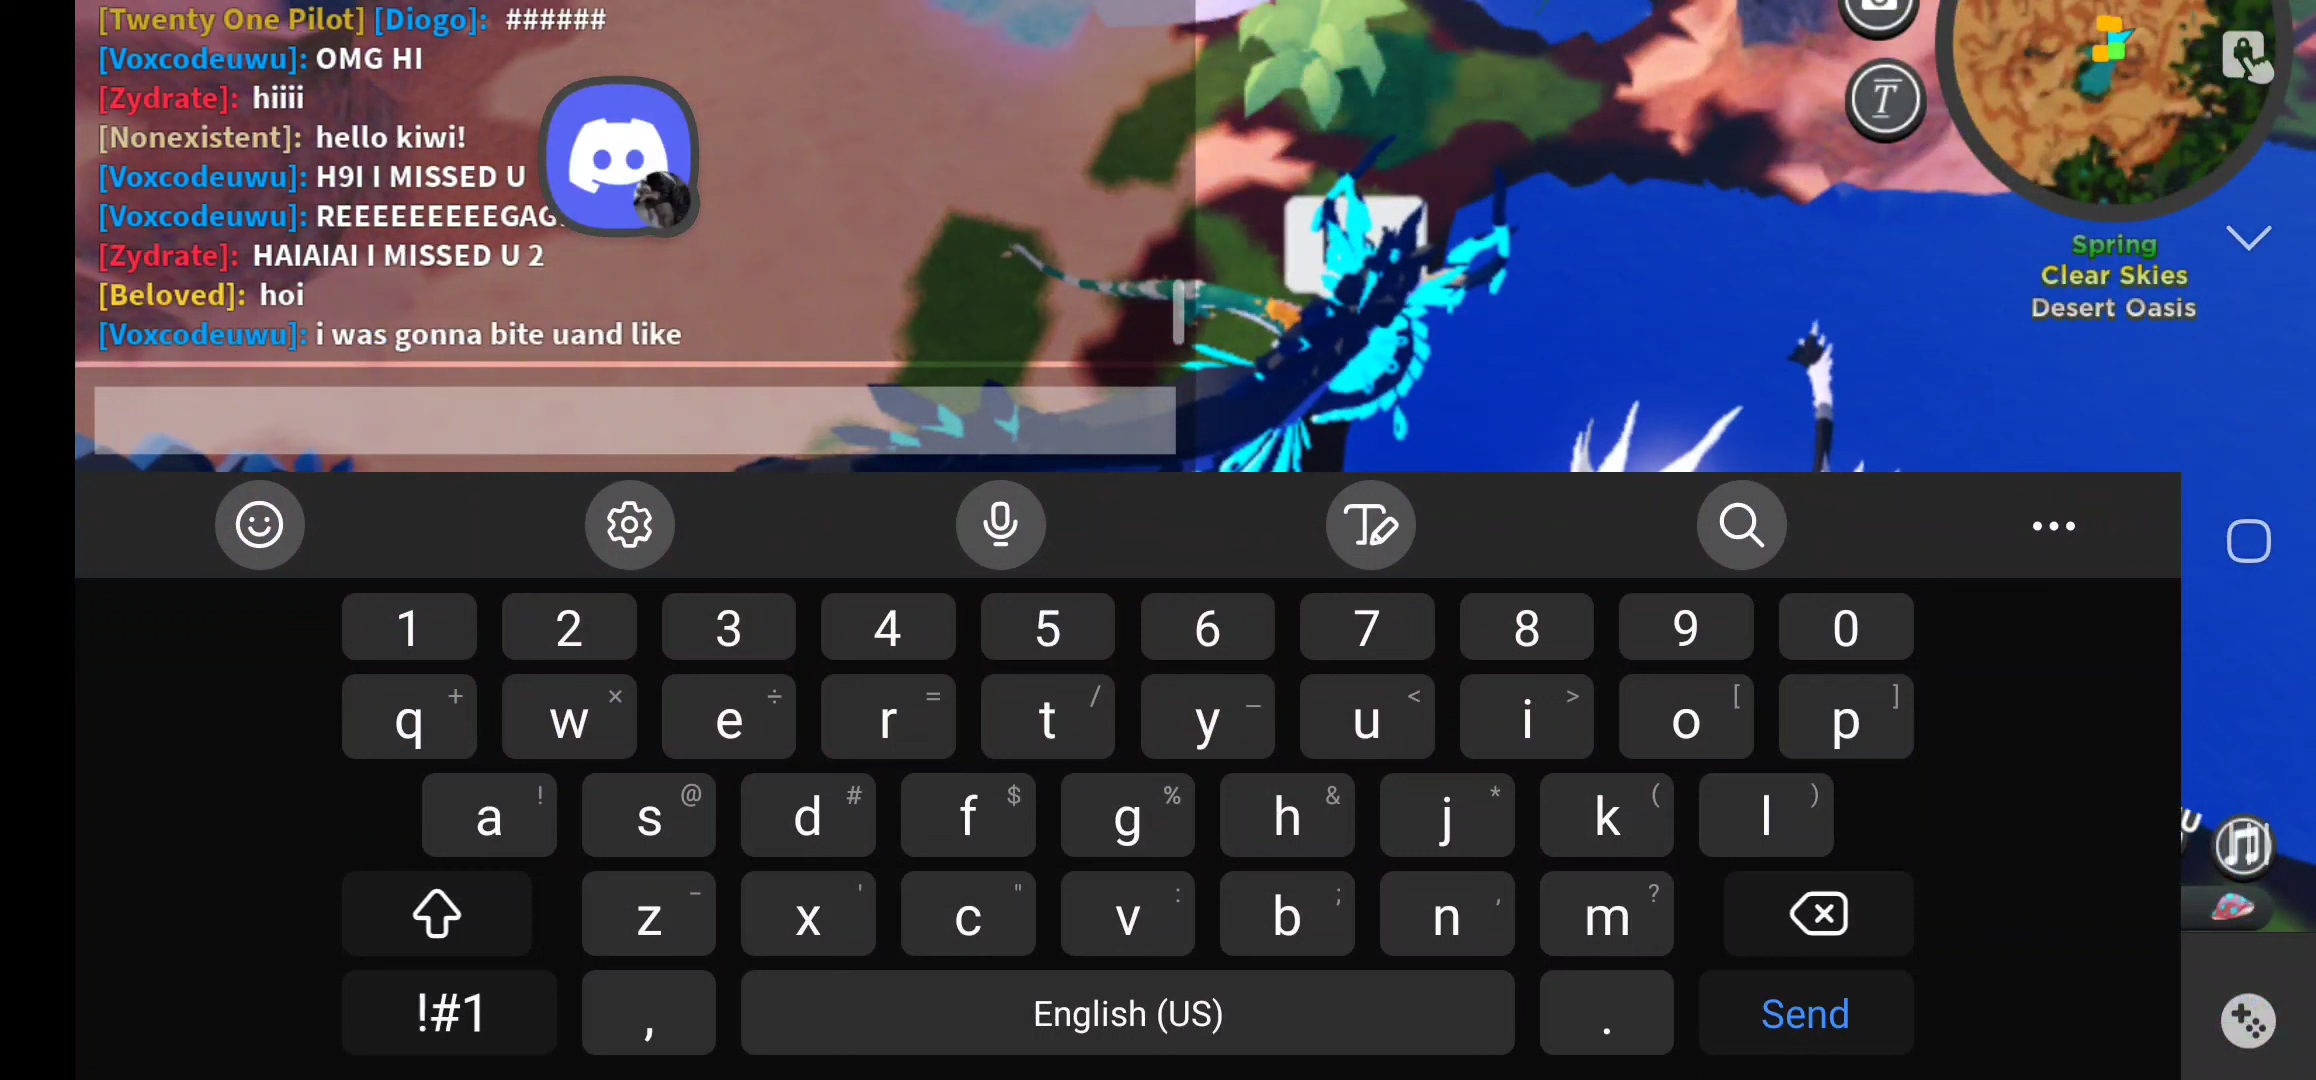 [Twenty One Pilot] [Diogo]: ######
[Voxcodeuwu]: OMG HI
[Zydrate]: hiiii
[Nonexistent]: hello kiwi!
[Voxcodeuwu]: H9I I MISSED U
[Voxcodeuwu]: REEEEEEEEEGAG
[Zydrate]: HAIAIAI I MISSED U 2
[Beloved]: hoi
[Voxcodeuwu]: i was gonna bite uand like
T
Spring
Clear Skies
Desert Oasis
1 2 3 4 5 6 7 8 9 0
+ × ÷ = / _ < > [ ]
q w e r t y u i o p
! @ # $ % & * ( )
a s d f g h j k l
- ' " : ; , ?
z x c v b n m
!#1 , English (US) . Send
U